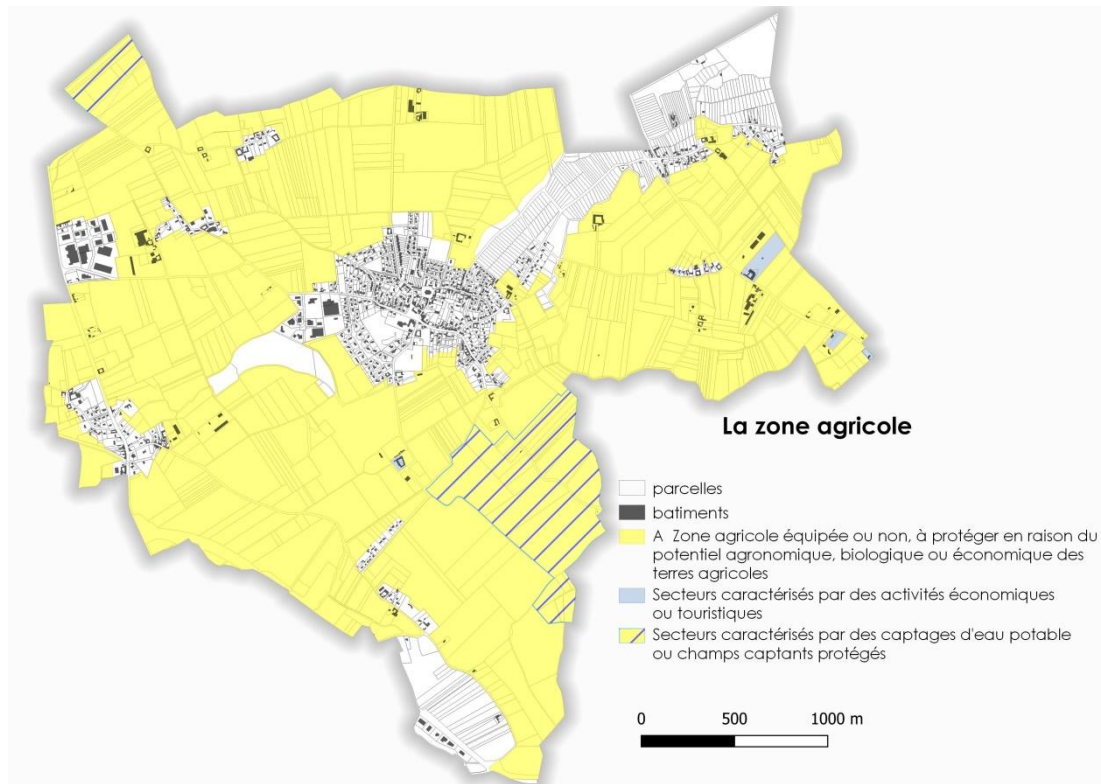 La zone agricole
parcelles
batiments
A Zone agricole équipée ou non, à protéger en raison du
potentiel agronomique, biologique ou économique des
terres agricoles
Secteurs caractérisés par des activités économiques
ou touristiques
Secteurs caractérisés par des captages d'eau potable
ou champs captants protégés
0 500 1000 m